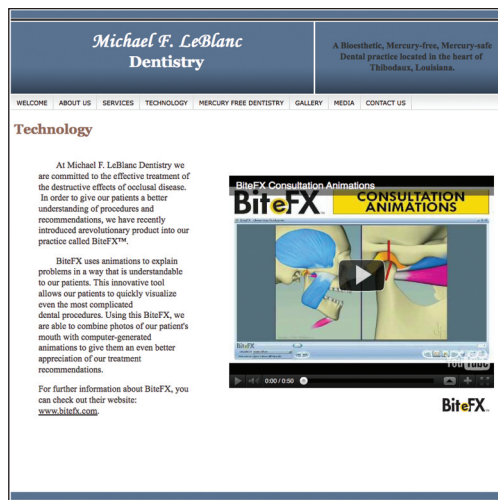 Michael F. LeBlanc
Dentistry
A Bioesthetic, Mercury-free, Mercury-safe
Dental practice located in the heart of
Thibodaux, Louisiana.
WELCOME ABOUT US SERVICES TECHNOLOGY MERCURY FREE DENTISTRY GALLERY MEDIA CONTACT US
Technology
At Michael F. LeBlanc Dentistry we
are committed to the effective treatment of
the destructive effects of occlusal disease.
In order to give our patients a better
understanding of procedures and
recommendations, we have recently
introduced arevolutionary product into our
practice called BiteFX™.
BiteFX uses animations to explain
problems in a way that is understandable
to our patients. This innovative tool
allows our patients to quickly visualize
even the most complicated
dental procedures. Using this BiteFX, we
are able to combine photos of our patient's
mouth with computer-generated
animations to give them an even better
appreciation of our treatment
recommendations.
For further information about BiteFX, you
can check out their website:
www.bitefx.com.
BiteFX Consultation Animations
BiteFX
CONSULTATION
ANIMATIONS
BiteFX
YouTube
0:00 / 0:50
BiteFX